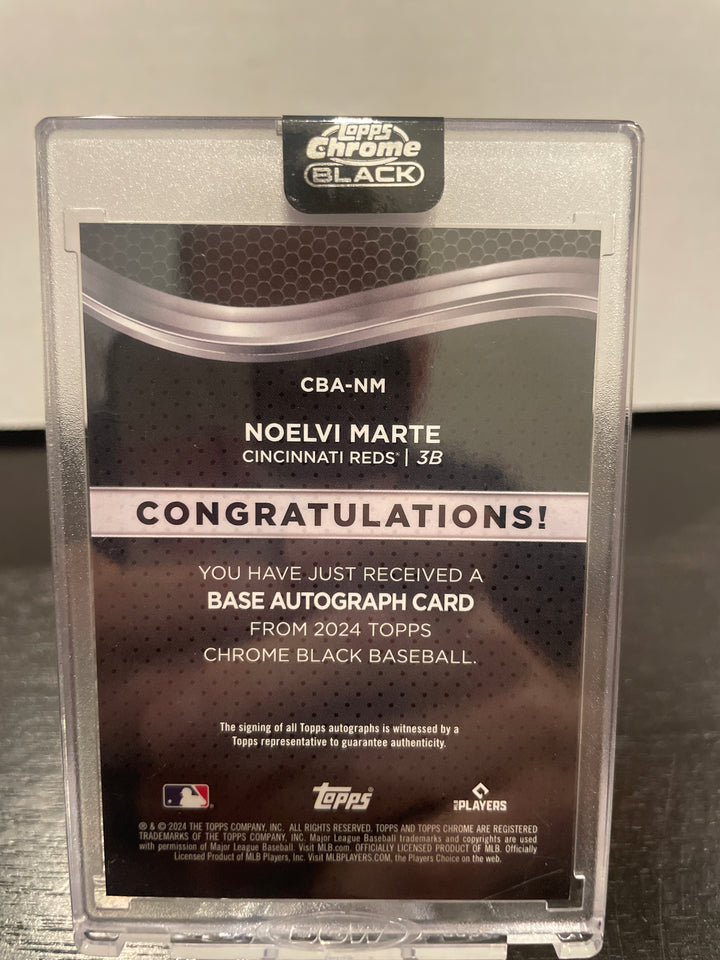 Topps
Chrome
BLACK
CBA-NM
NOELVI MARTE
CINCINNATI REDS® | 3B
CONGRATULATIONS!
YOU HAVE JUST RECEIVED A
BASE AUTOGRAPH CARD
FROM 2024 TOPPS
CHROME BLACK BASEBALL.
The signing of all Topps autographs is witnessed by a
Topps representative to guarantee authenticity.
Topps® PLAYERS
® & © 2024 THE TOPPS COMPANY, INC. ALL RIGHTS RESERVED. TOPPS AND TOPPS CHROME ARE REGISTERED
TRADEMARKS OF THE TOPPS COMPANY, INC. Major League Baseball trademarks and copyrights are used
with permission of Major League Baseball. Visit MLB.com. OFFICIALLY LICENSED PRODUCT OF MLB. Officially
Licensed Product of MLB Players, Inc. Visit MLBPLAYERS.COM, the Players Choice on the web.